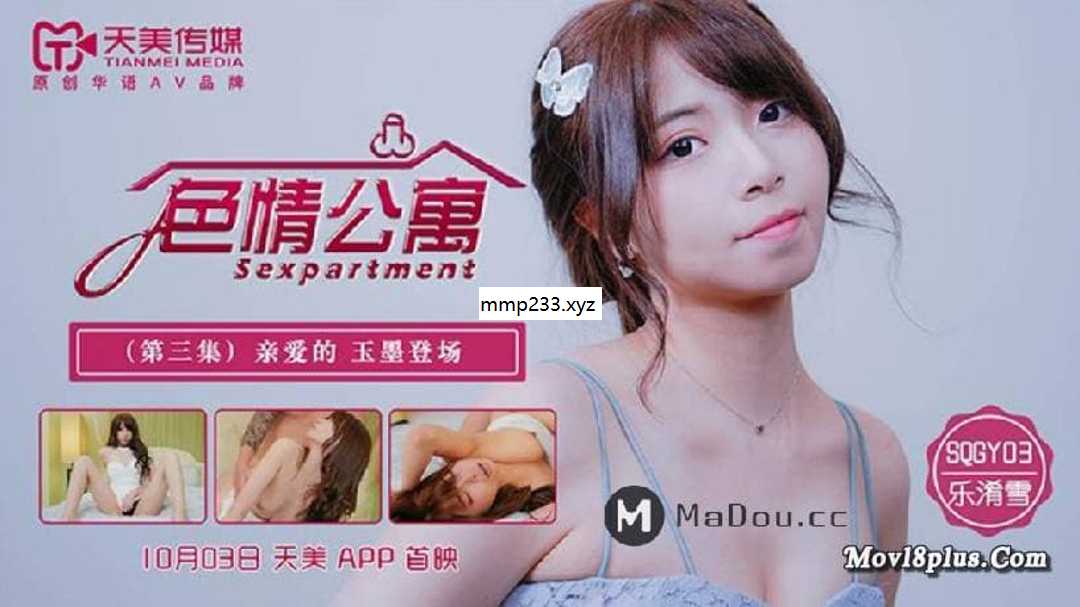 天美传媒
TIANMEI MEDIA
原创华语AV品牌
色情公寓
Sexpartment
mmp233.xyz
(第三集) 亲爱的 玉墨登场
SQGY03
乐淆雪
M MaDou.cc
10月03日 天美 APP 首映
Mov18plus.Com